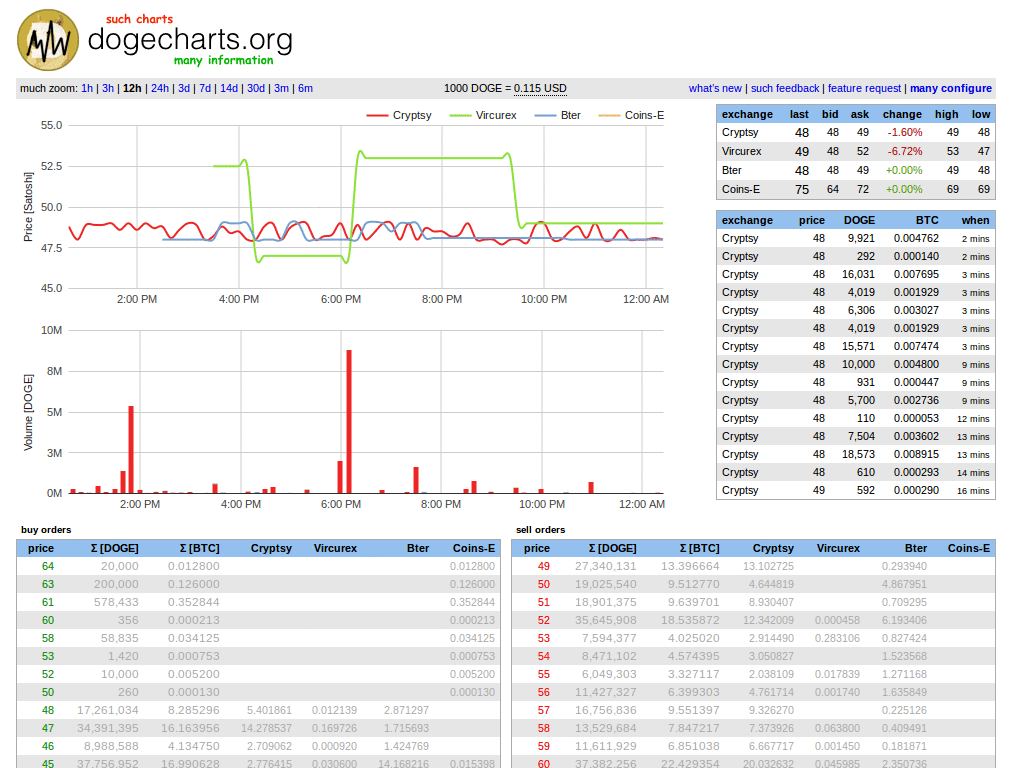 such charts
dogecharts.org
many information
much zoom: 1h | 3h | 12h | 24h | 3d | 7d | 14d | 30d | 3m | 6m 1000 DOGE = 0.115 USD what's new | such feedback | feature request | many configure
Cryptsy Vircurex Bter Coins-E
Price [Satoshi]
55.0
52.5
50.0
47.5
45.0
2:00 PM 4:00 PM 6:00 PM 8:00 PM 10:00 PM 12:00 AM
Volume [DOGE]
10M
8M
5M
3M
0M
2:00 PM 4:00 PM 6:00 PM 8:00 PM 10:00 PM 12:00 AM
exchange last bid ask change high low
Cryptsy 48 48 49 -1.60% 49 48
Vircurex 49 48 52 -6.72% 53 47
Bter 48 48 49 +0.00% 49 48
Coins-E 75 64 72 +0.00% 69 69
exchange price DOGE BTC when
Cryptsy 48 9,921 0.004762 2 mins
Cryptsy 48 292 0.000140 2 mins
Cryptsy 48 16,031 0.007695 3 mins
Cryptsy 48 4,019 0.001929 3 mins
Cryptsy 48 6,306 0.003027 3 mins
Cryptsy 48 4,019 0.001929 3 mins
Cryptsy 48 15,571 0.007474 3 mins
Cryptsy 48 10,000 0.004800 9 mins
Cryptsy 48 931 0.000447 9 mins
Cryptsy 48 5,700 0.002736 9 mins
Cryptsy 48 110 0.000053 12 mins
Cryptsy 48 7,504 0.003602 13 mins
Cryptsy 48 18,573 0.008915 13 mins
Cryptsy 48 610 0.000293 14 mins
Cryptsy 49 592 0.000290 16 mins
buy orders
price Σ [DOGE] Σ [BTC] Cryptsy Vircurex Bter Coins-E
64 20,000 0.012800 0.012800
63 200,000 0.126000 0.126000
61 578,433 0.352844 0.352844
60 356 0.000213 0.000213
58 58,835 0.034125 0.034125
53 1,420 0.000753 0.000753
52 10,000 0.005200 0.005200
50 260 0.000130 0.000130
48 17,261,034 8.285296 5.401861 0.012139 2.871297
47 34,391,395 16.163956 14.278537 0.169726 1.715693
46 8,988,588 4.134750 2.709062 0.000920 1.424769
45 37,756,952 16.990628 2.776415 0.030600 14.168216 0.015398
sell orders
price Σ [DOGE] Σ [BTC] Cryptsy Vircurex Bter Coins-E
49 27,340,131 13.396664 13.102725 0.293940
50 19,025,540 9.512770 4.644819 4.867951
51 18,901,375 9.639701 8.930407 0.709295
52 35,645,908 18.535872 12.342009 0.000458 6.193406
53 7,594,377 4.025020 2.914490 0.283106 0.827424
54 8,471,102 4.574395 3.050827 1.523568
55 6,049,303 3.327117 2.038109 0.017839 1.271168
56 11,427,327 6.399303 4.761714 0.001740 1.635849
57 16,756,836 9.551397 9.326270 0.225126
58 13,529,684 7.847217 7.373926 0.063800 0.409491
59 11,611,929 6.851038 6.667717 0.001450 0.181871
60 37,382,256 22.429354 20.032632 0.045985 2.350736